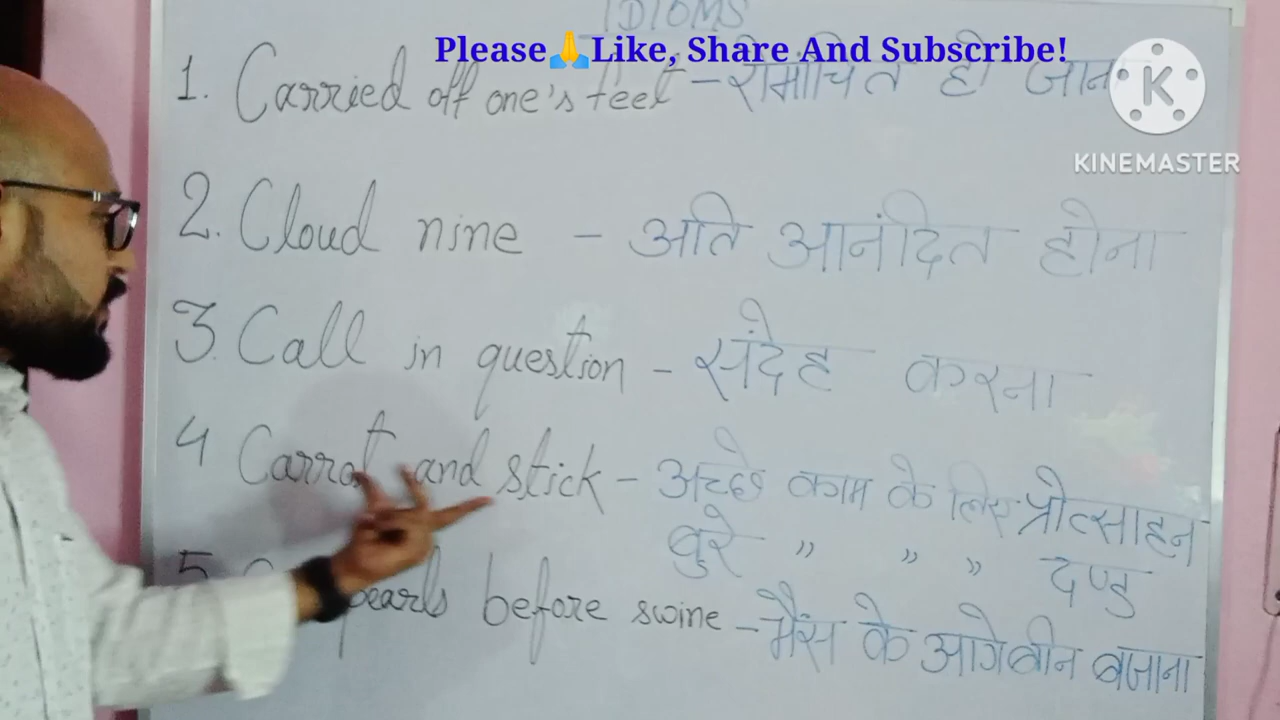 IDIOMS
Please🙏Like, Share And Subscribe!
1. Carried off one's feet - रोमांचित हो जाना
KINEMASTER
2. Cloud nine - अति आनंदित होना
3. Call in question - संदेह करना
4 Carrot and stick - अच्छे काम के लिए प्रोत्साहन
बुरे " " " दण्ड
5. pearls before swine - भैंस के आगे बीन बजाना